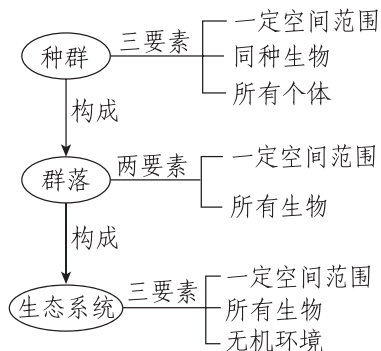 一定空间范围
种群
三要素
同种生物
所有个体
构成
一定空间范围
群落
两要素
所有生物
构成
一定空间范围
生态系统
三要素
所有生物
无机环境